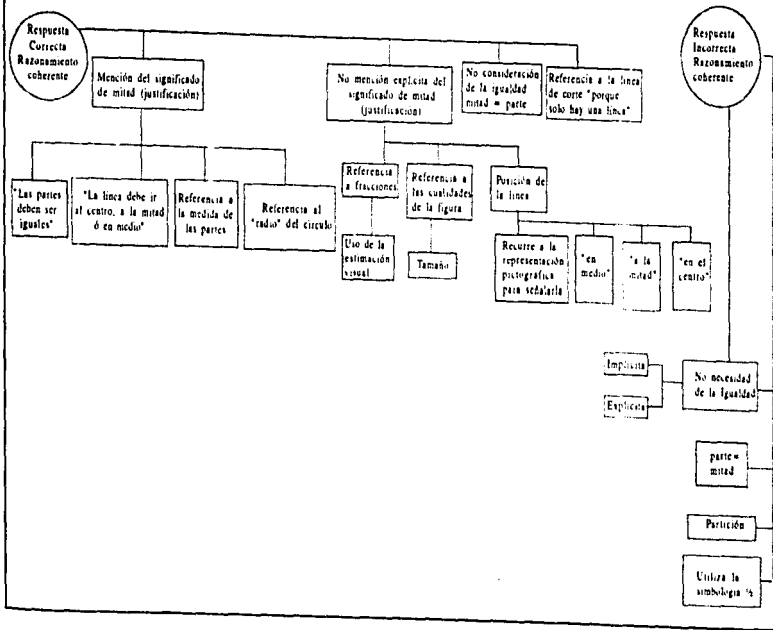 Respuesta
Correcta
Razonamiento
coherente
Mención del significado
de mitad (justificación)
No mención explícita del
significado de mitad
(justificación)
No consideración
de la igualdad
mitad = parte
Referencia a la línea
de corte "porque
solo hay una línea"
Respuesta
Incorrecta
Razonamiento
coherente
"Las partes
deben ser
iguales"
"La línea debe ir
al centro, a la mitad
ó en medio"
Referencia a
la medida de
las partes
Referencia al
"radio" del círculo
Referencia
a fracciones
Referencia a
las cualidades
de la figura
Posición de
la línea
Uso de la
estimación
visual
Tamaño
Recurre a la
representación
pictográfica
para señalarla
"en
medio"
"a la
mitad"
"en el
centro"
Implícita
Explícita
No necesidad
de la Igualdad
parte =
mitad
Partición
Utiliza la
simbología ½